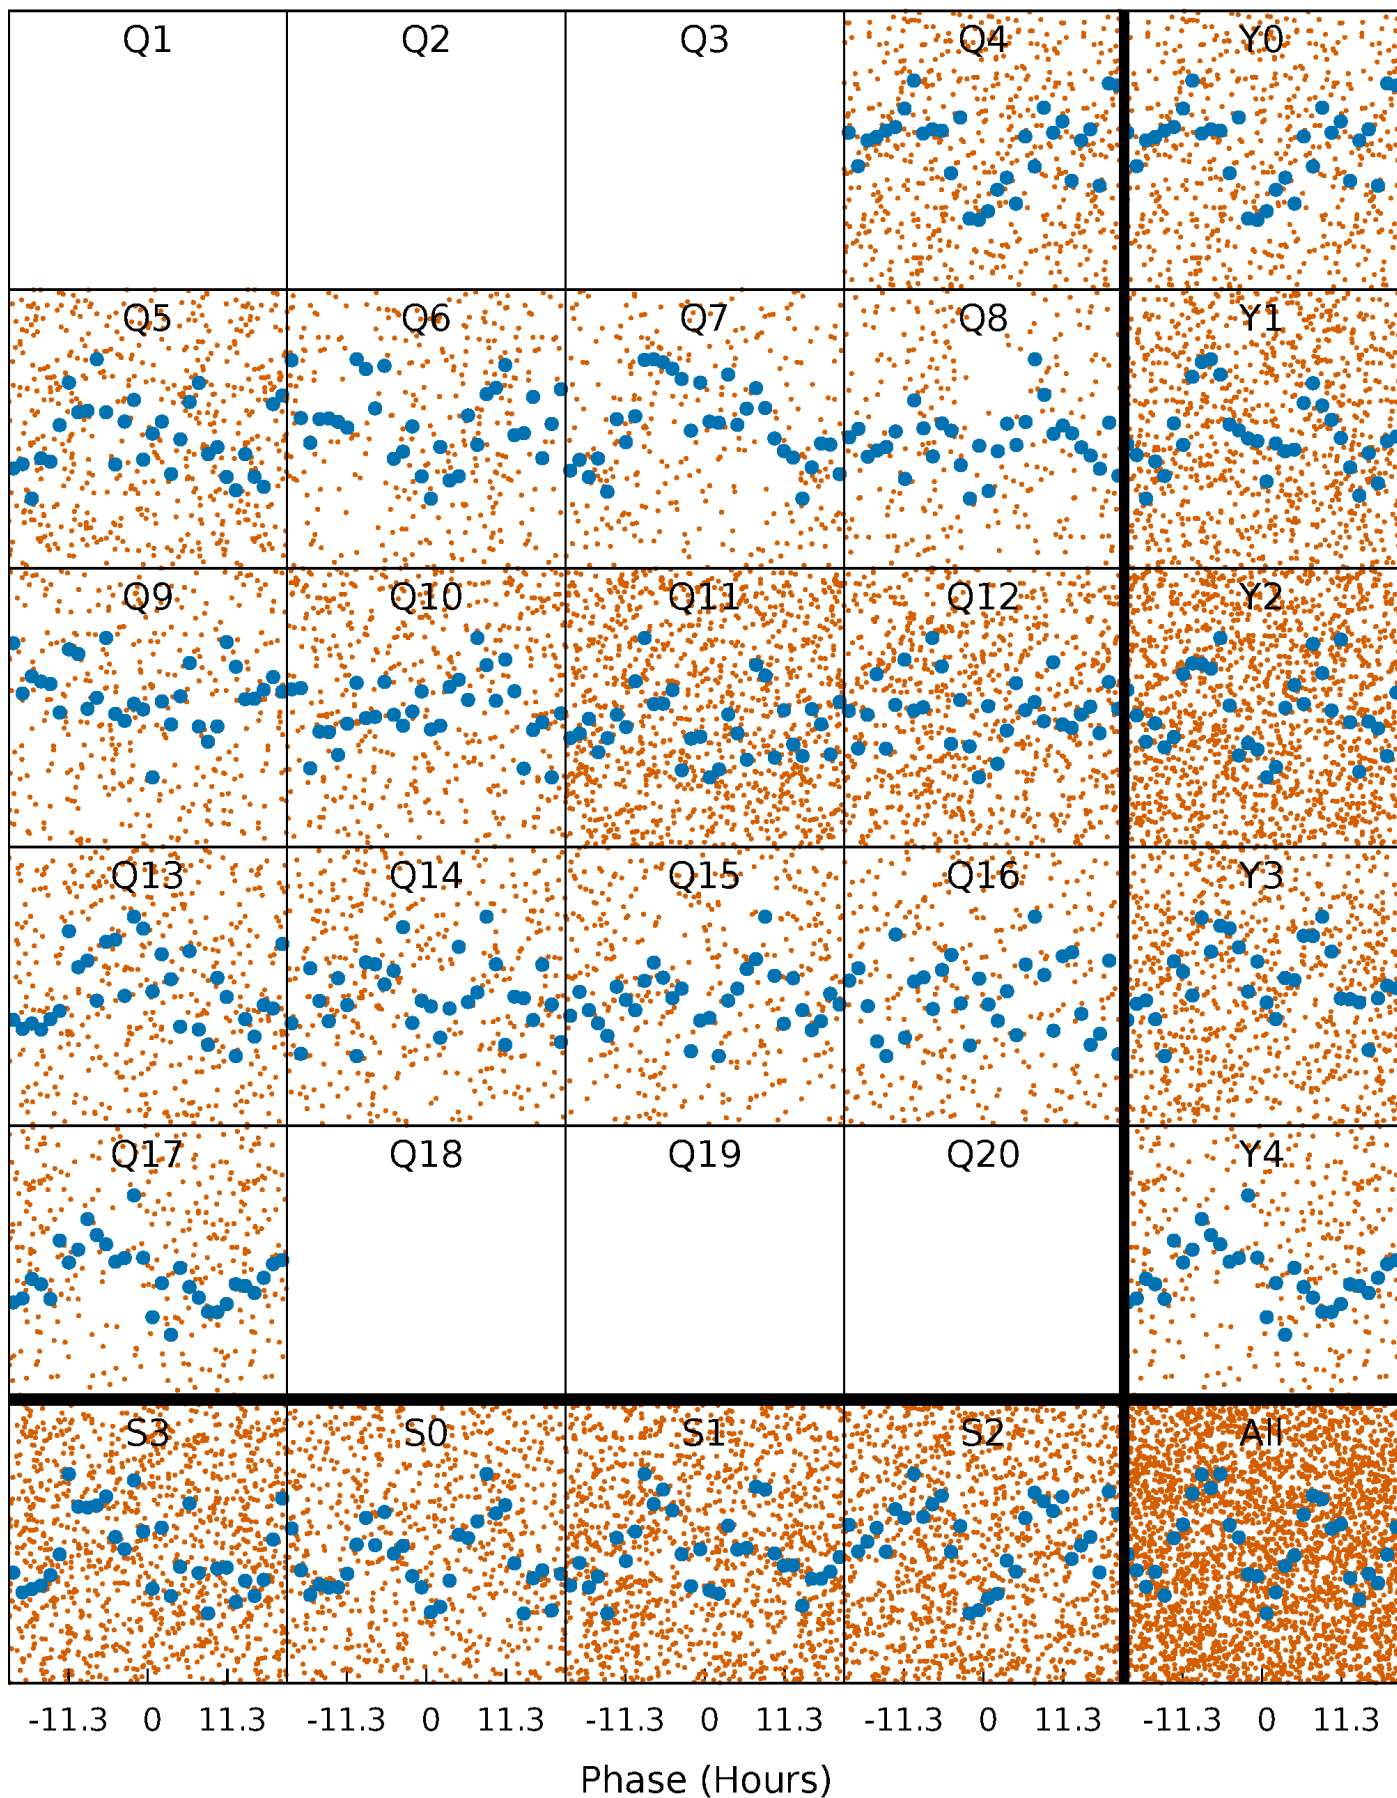 Q1 Q2 Q3 Q4 Y0
Q5 Q6 Q7 Q8 Y1
Q9 Q10 Q11 Q12 Y2
Q13 Q14 Q15 Q16 Y3
Q17 Q18 Q19 Q20 Y4
S3 S0 S1 S2 All
-11.3 0 11.3 -11.3 0 11.3 -11.3 0 11.3 -11.3 0 11.3 -11.3 0 11.3
Phase (Hours)